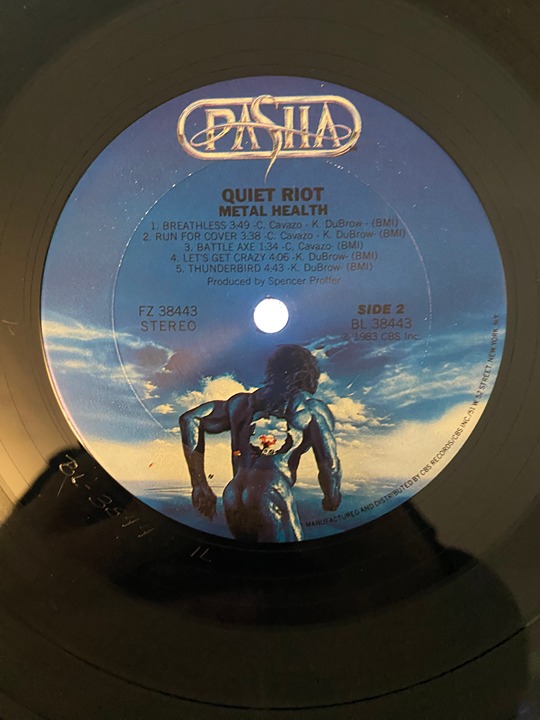 PASHA
QUIET RIOT
METAL HEALTH
1. BREATHLESS 3:49 -C. Cavazo - K. DuBrow- (BMI)
2. RUN FOR COVER 3:38 -C. Cavazo - K. DuBrow- (BMI)
3. BATTLE AXE 1:34 -C. Cavazo- (BMI)
4. LET'S GET CRAZY 4:06 -K. DuBrow- (BMI)
5. THUNDERBIRD 4:43 -K. DuBrow- (BMI)
Produced by Spencer Proffer
FZ 38443
STEREO
SIDE 2
BL 38443
1983 CBS Inc.
MANUFACTURED AND DISTRIBUTED BY CBS RECORDS/CBS INC./51 W. 52 STREET, NEW YORK, N.Y.